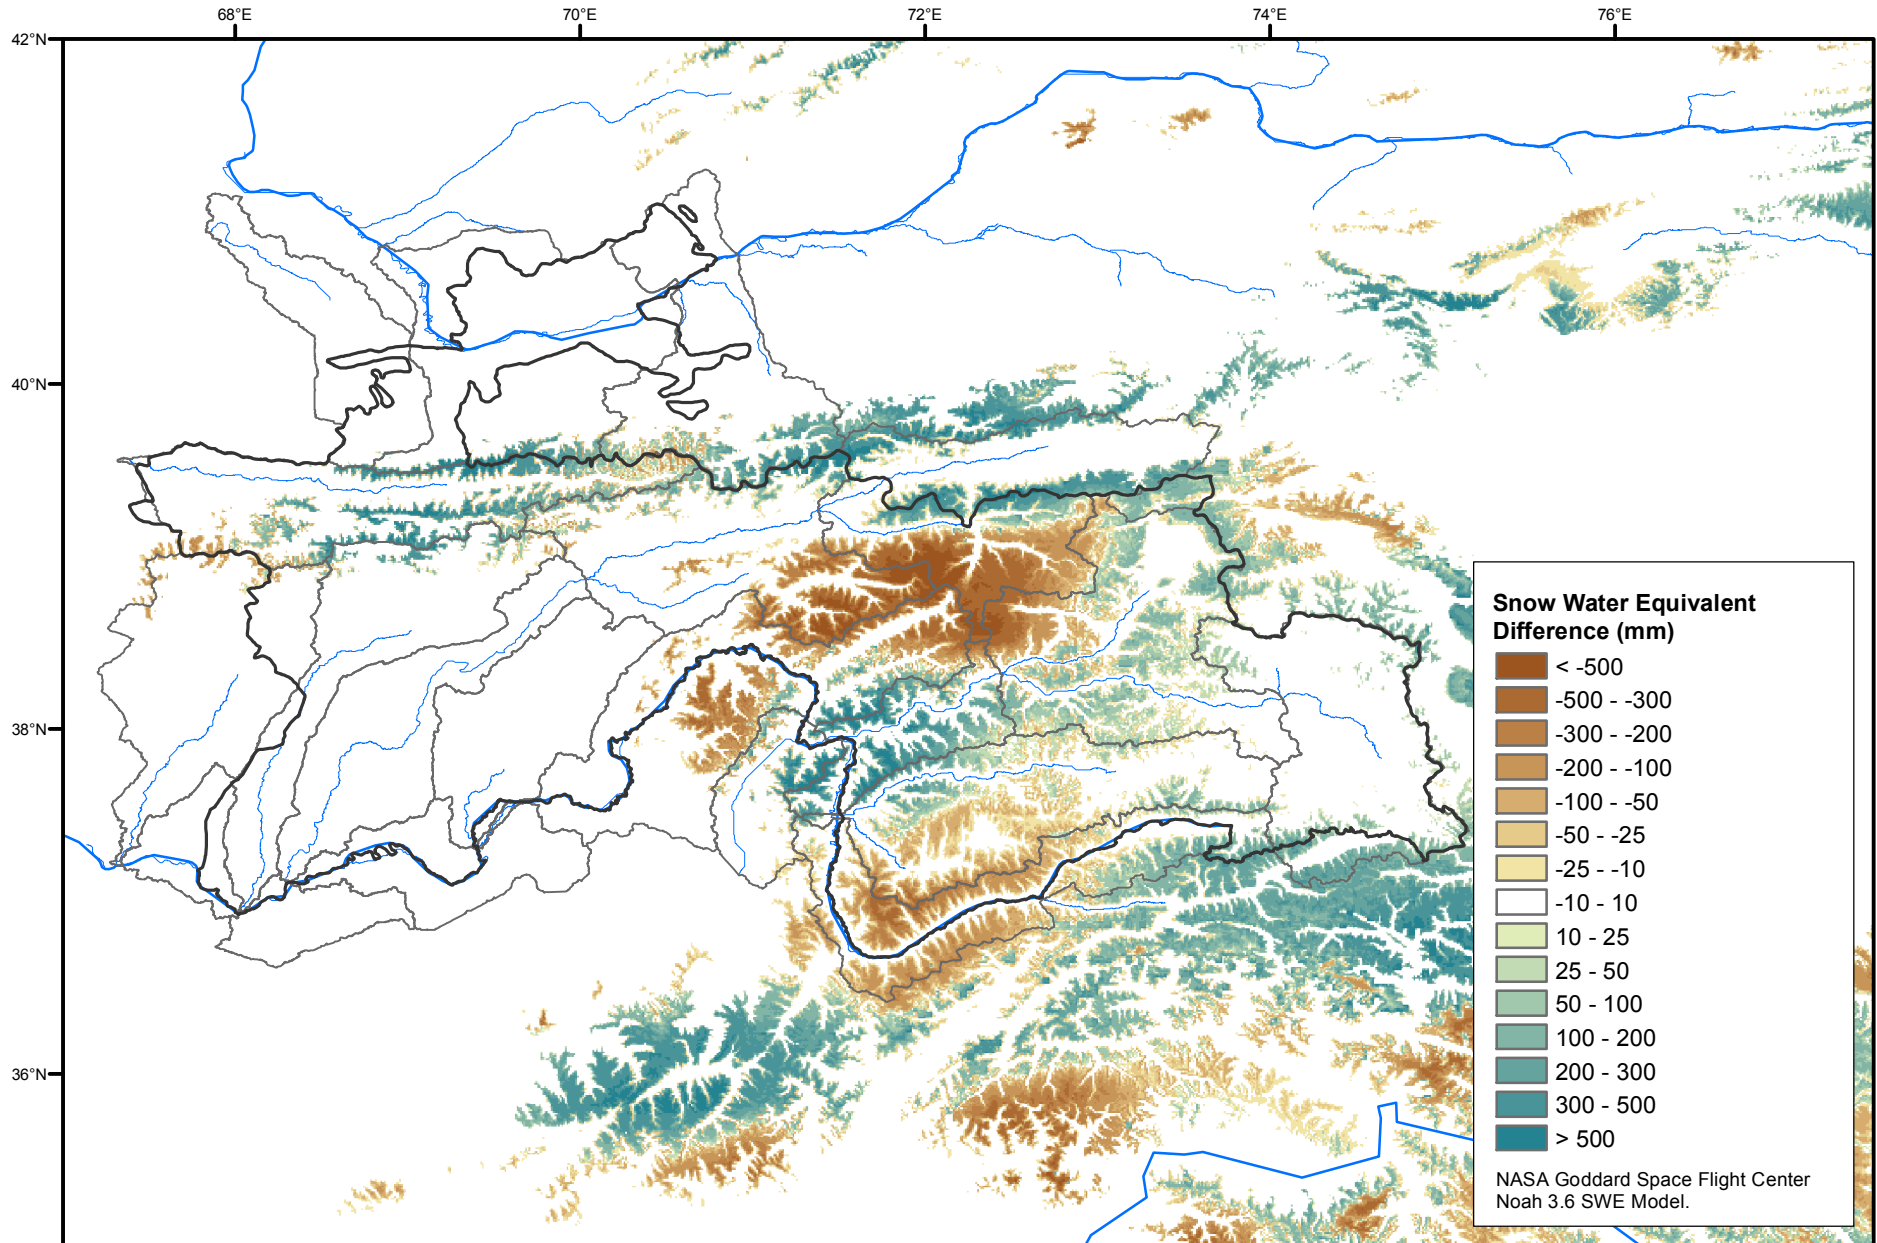 68°E 70°E 72°E 74°E 76°E
42°N
40°N
38°N
36°N
Snow Water Equivalent
Difference (mm)
< -500
-500 - -300
-300 - -200
-200 - -100
-100 - -50
-50 - -25
-25 - -10
-10 - 10
10 - 25
25 - 50
50 - 100
100 - 200
200 - 300
300 - 500
> 500
NASA Goddard Space Flight Center
Noah 3.6 SWE Model.